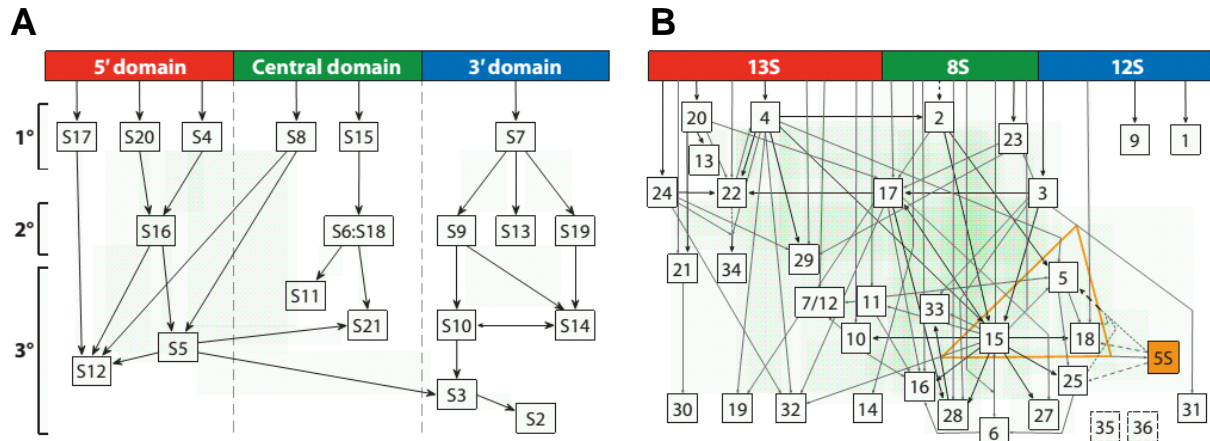 A
B
5′ domain Central domain 3′ domain
13S 8S 12S
1°
S17 S20 S4 S8 S15 S7
2°
S16 S6:S18 S9 S13 S19
3°
S11
S21 S10 S14
S5
S12
S3
S2
20 4 2 23 9 1
13
24 22 17 3
21 34 29 5
7/12 11 33
10 15 18 5S
16 25
30 19 32 14 28 27 31
6 35 36